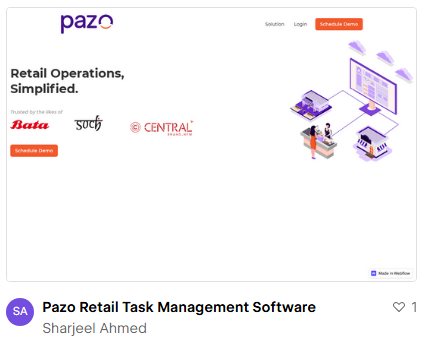 pazo
Solution Login Schedule Demo
Retail Operations,
Simplified.
Trusted by the likes of
Bata such CENTRAL
Schedule Demo
Made in Webflow
SA Pazo Retail Task Management Software 1
Sharjeel Ahmed